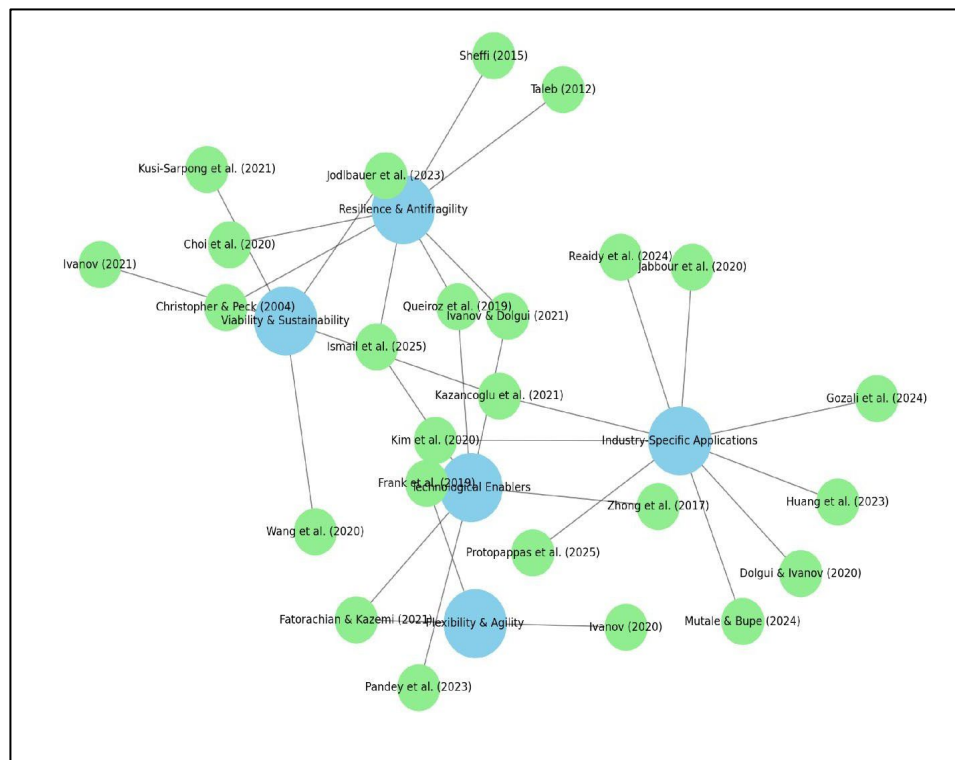 Sheffi (2015)
Taleb (2012)
Kusi-Sarpong et al. (2021)
Jodlbauer et al. (2023)
Resilience & Antifragility
Choi et al. (2020)
Ivanov (2021)
Reaidy et al. (2024)
Jabbour et al. (2020)
Christopher & Peck (2004)
Viability & Sustainability
Queiroz et al. (2019)
Ivanov & Dolgui (2021)
Ismail et al. (2025)
Kazancoglu et al. (2021)
Gozali et al. (2024)
Kim et al. (2020)
Industry-Specific Applications
Frank et al. (2019)
Technological Enablers
Zhong et al. (2017)
Huang et al. (2023)
Wang et al. (2020)
Protopappas et al. (2025)
Dolgui & Ivanov (2020)
Fatorachian & Kazemi (2021)
Flexibility & Agility
Ivanov (2020)
Mutale & Bupe (2024)
Pandey et al. (2023)